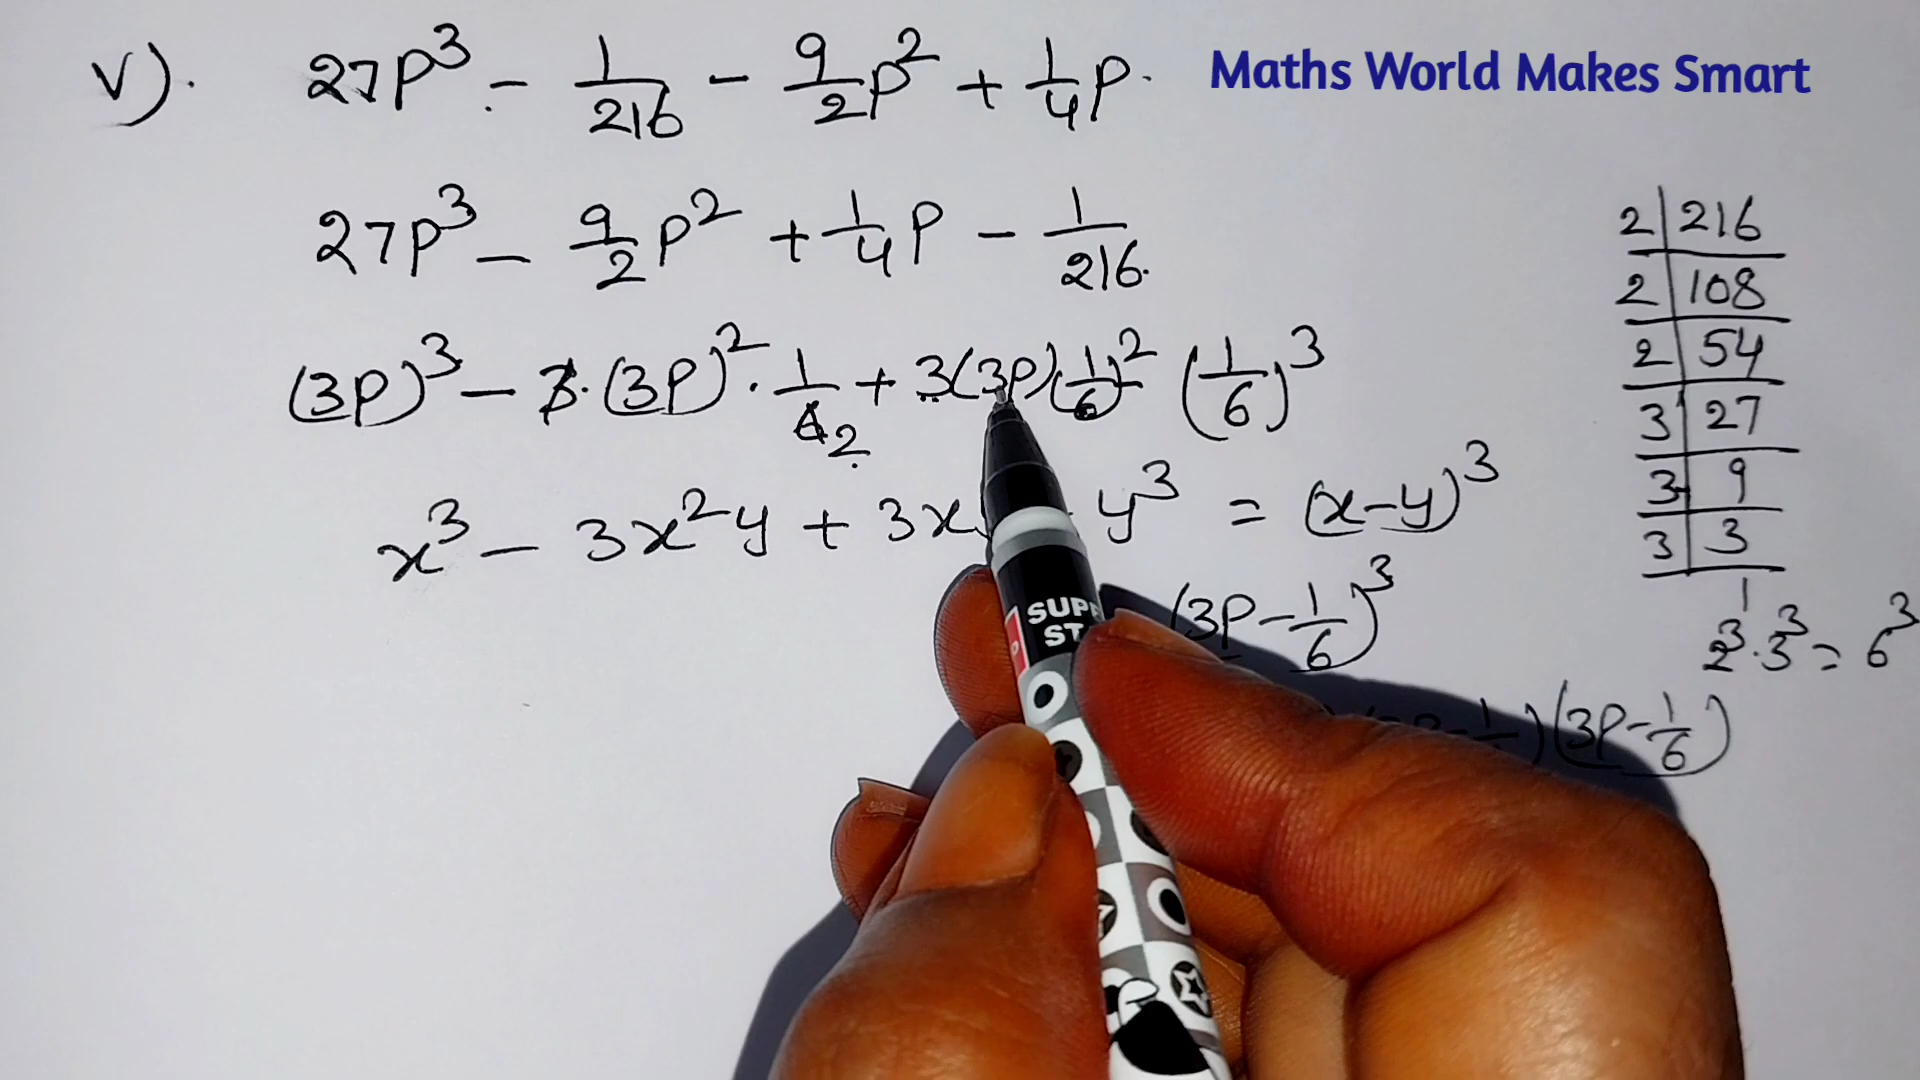 v). 27p³ - 1/216 - 9/2 p² + 1/4 p.
Maths World Makes Smart
27p³ - 9/2 p² + 1/4 p - 1/216.
(3p)³ - 3·(3p)²·1/6 2 + 3(3p)(1/6)² - (1/6)³
x³ - 3x²y + 3x y³ = (x-y)³
(3p - 1/6)³
)(3p - 1/6)
2 | 216
2 | 108
2 | 54
3 | 27
3 | 9
3 | 3
1
2³·3³ = 6³
SUP
ST